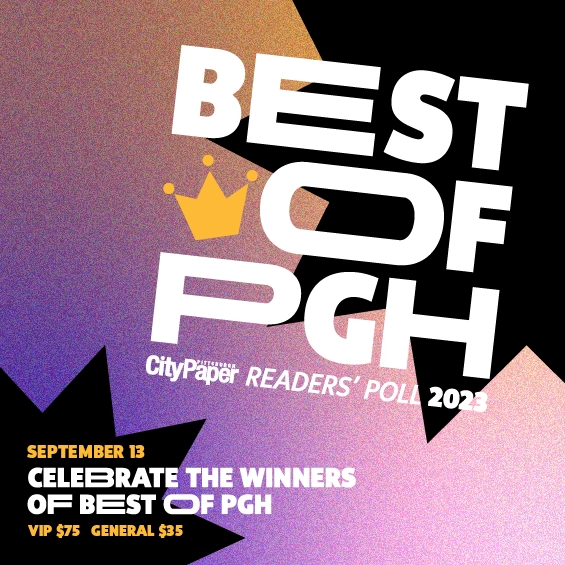 BEST
OF
PGH
PITTSBURGH
CityPaper READERS' POLL 2023
SEPTEMBER 13
CELEBRATE THE WINNERS
OF BEST OF PGH
VIP $75 GENERAL $35